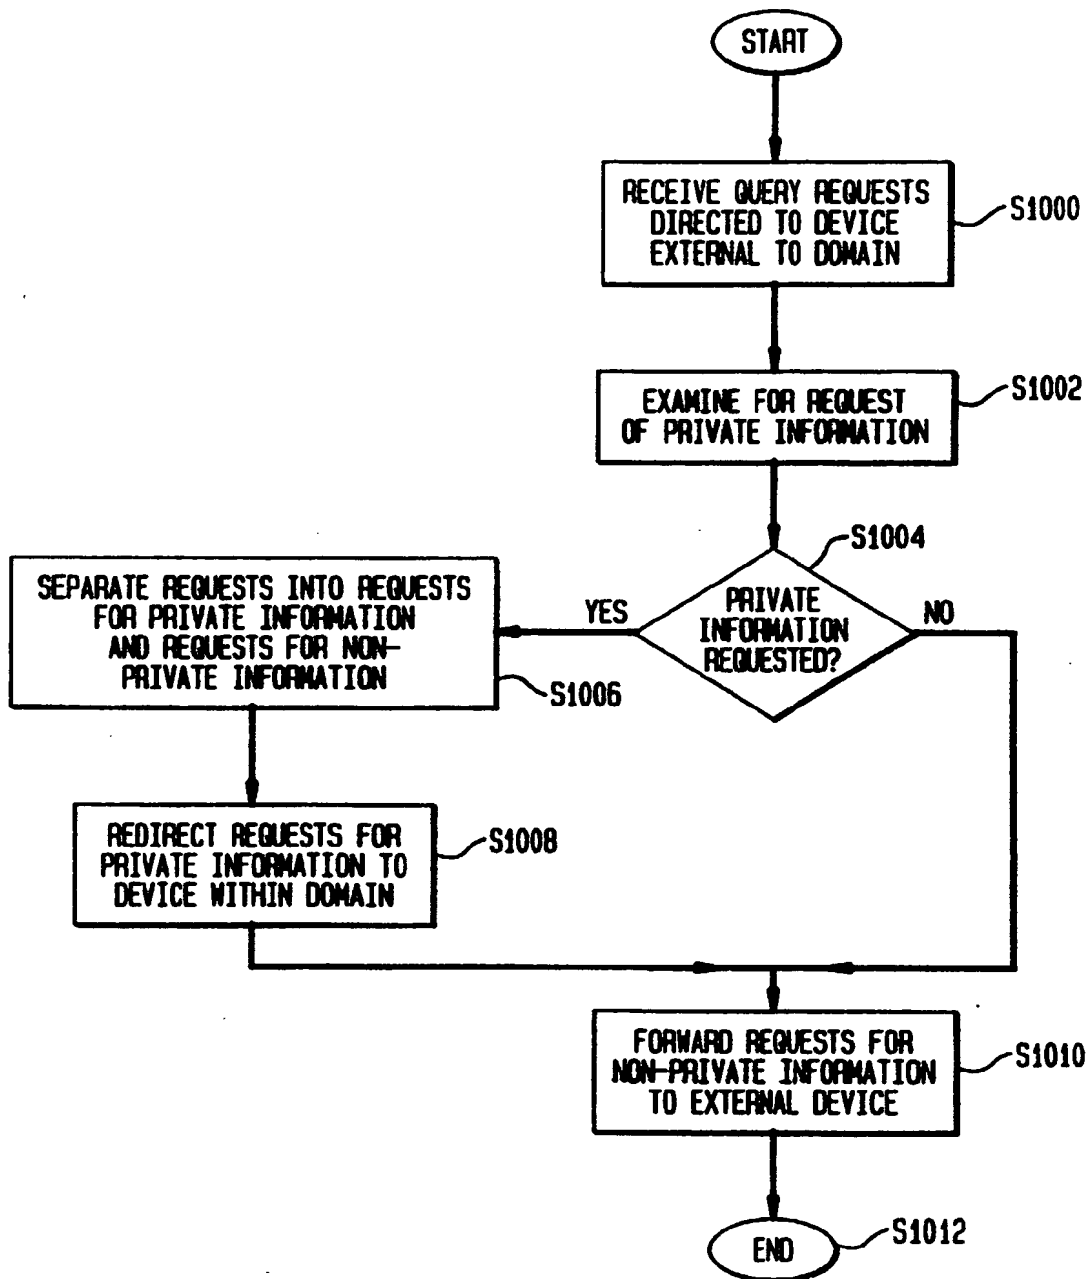 START
RECEIVE QUERY REQUESTS
DIRECTED TO DEVICE
EXTERNAL TO DOMAIN
S1000
EXAMINE FOR REQUEST
OF PRIVATE INFORMATION
S1002
S1004
PRIVATE
INFORMATION
REQUESTED?
YES
NO
SEPARATE REQUESTS INTO REQUESTS
FOR PRIVATE INFORMATION
AND REQUESTS FOR NON-
PRIVATE INFORMATION
S1006
REDIRECT REQUESTS FOR
PRIVATE INFORMATION TO
DEVICE WITHIN DOMAIN
S1008
FORWARD REQUESTS FOR
NON-PRIVATE INFORMATION
TO EXTERNAL DEVICE
S1010
END
S1012